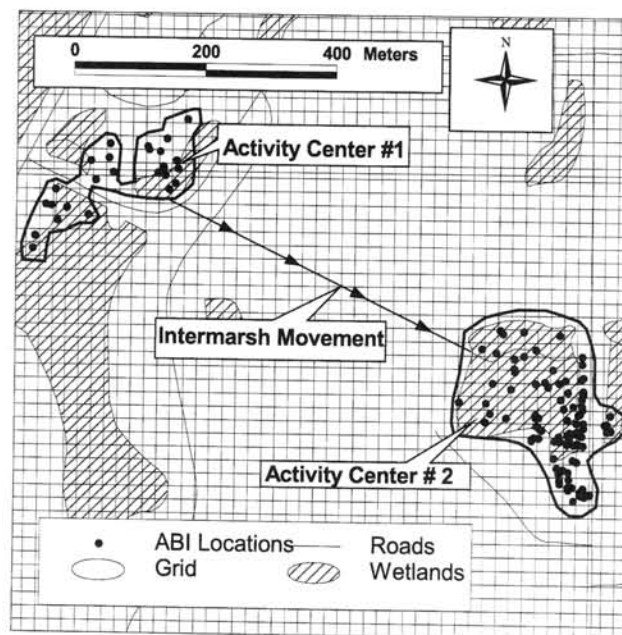 0 200 400 Meters
N
Activity Center #1
Intermarsh Movement
Activity Center # 2
ABI Locations Roads
Grid Wetlands